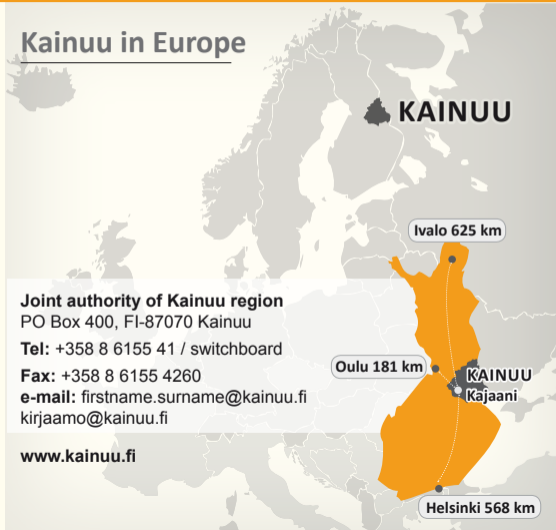 Kainuu in Europe
KAINUU
Ivalo 625 km
Joint authority of Kainuu region
PO Box 400, FI-87070 Kainuu
Tel: +358 8 6155 41 / switchboard
Fax: +358 8 6155 4260
e-mail: firstname.surname@kainuu.fi
kirjaamo@kainuu.fi
www.kainuu.fi
Oulu 181 km
KAINUU
Kajaani
Helsinki 568 km